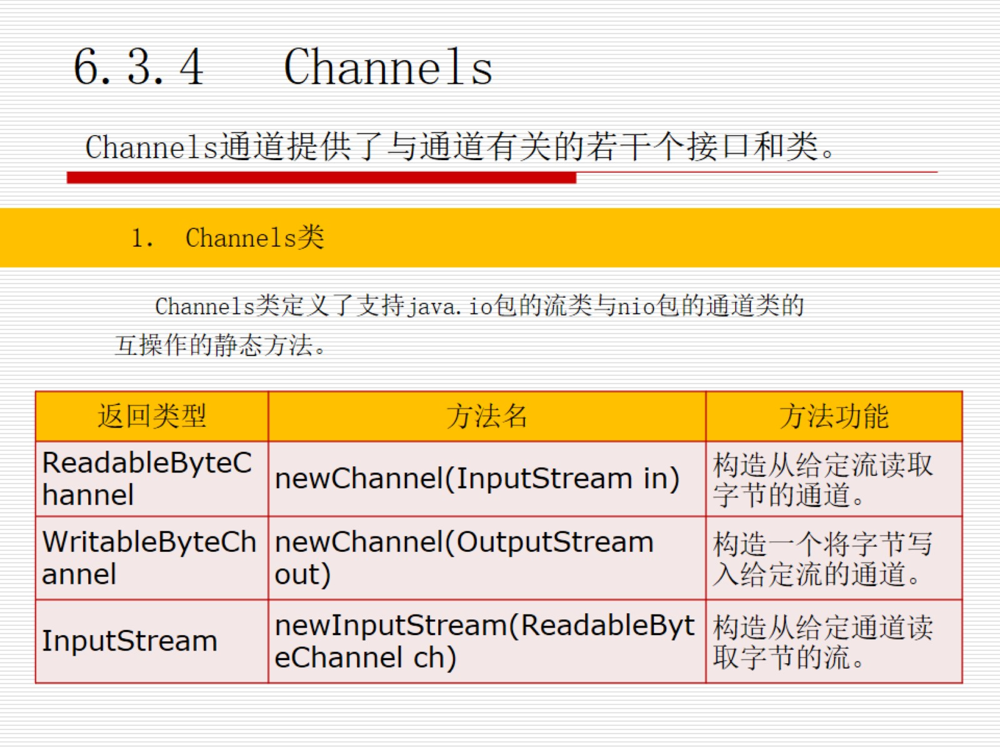 6.3.4 Channels
Channels通道提供了与通道有关的若干个接口和类。
1. Channels类
Channels类定义了支持java.io包的流类与nio包的通道类的
互操作的静态方法。
返回类型 方法名 方法功能
ReadableByteC
hannel
newChannel(InputStream in)
构造从给定流读取
字节的通道。
WritableByteCh
annel
newChannel(OutputStream
out)
构造一个将字节写
入给定流的通道。
InputStream
newInputStream(ReadableByt
eChannel ch)
构造从给定通道读
取字节的流。